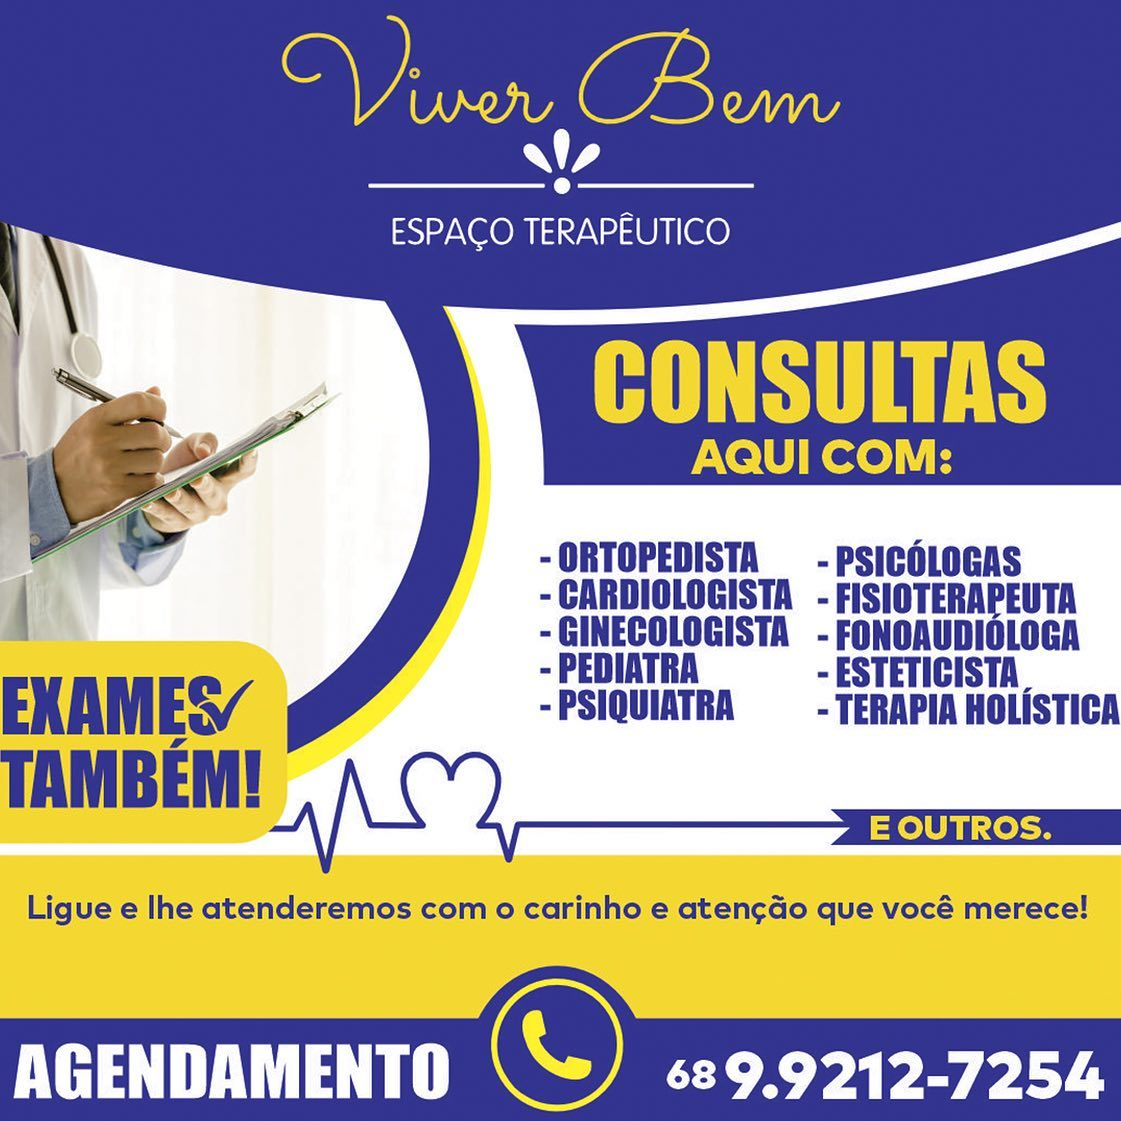 Viver Bem
ESPAÇO TERAPÊUTICO
CONSULTAS
AQUI COM:
- ORTOPEDISTA
- CARDIOLOGISTA
- GINECOLOGISTA
- PEDIATRA
- PSIQUIATRA
- PSICÓLOGAS
- FISIOTERAPEUTA
- FONOAUDIÓLOGA
- ESTETICISTA
- TERAPIA HOLÍSTICA
EXAMES
TAMBÉM!
E OUTROS.
Ligue e lhe atenderemos com o carinho e atenção que você merece!
AGENDAMENTO
68 9.9212-7254